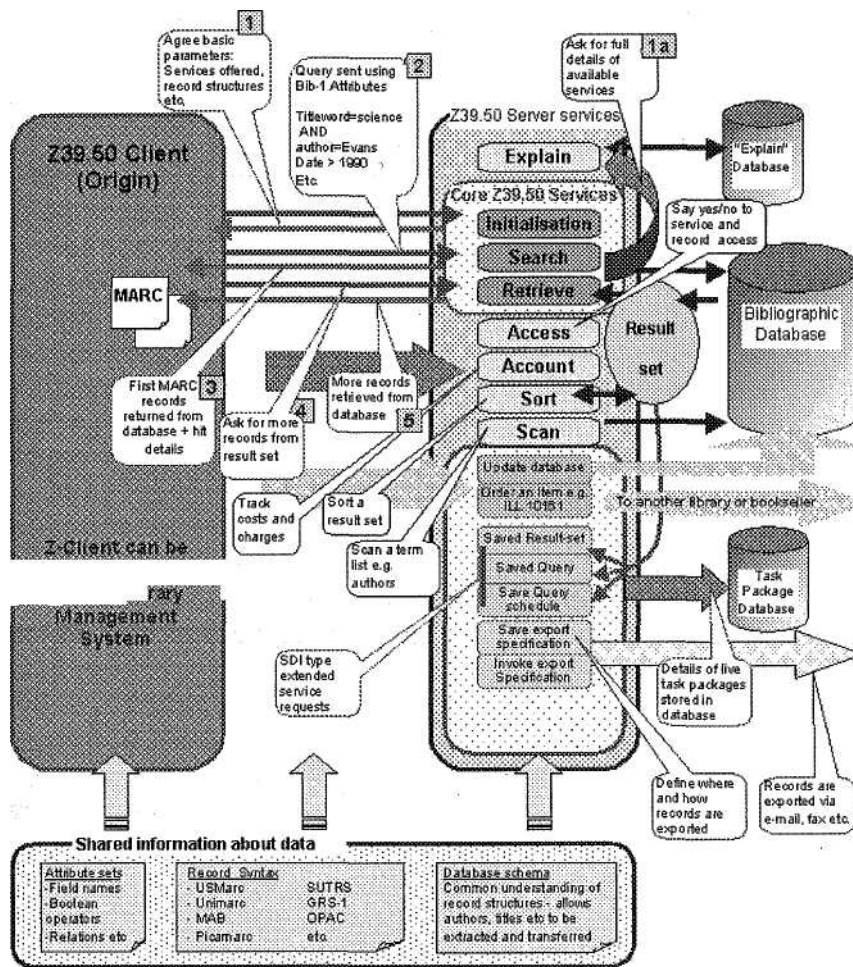 1
Agree basic
parameters:
Services offered,
record structures
etc,
2
Query sent using
Bib-1 Attributes
Titleword=science
AND
author=Evans
Date > 1990
Etc.
1a
Ask for full
details of
available
services
Z39.50 Client
(Origin)
MARC
Z39.50 Server services
Explain
"Explain"
Database
Core Z39,50 Services
Initialisation
Search
Retrieve
Say yes/no to
service and
record access
Access
Account
Sort
Scan
Result
set
Bibliographic
Database
3
First MARC
records
returned from
database + hit
details
4
Ask for more
records from
result set
More records
retrieved from
database
5
Track
costs and
charges
Sort a
result set
Scan a term
list e.g.
authors
Update database
Order an item e.g.
ILL 10161
To another library or bookseller
Z-Client can be
rary
Management
System
Saved Result-set
Saved Query
Save Query
schedule
Save export
specification
Invoke export
Specification
Task
Package
Database
SDI type
extended
service
requests
Details of live
task packages
stored in
database
Define where
and how
records are
exported
Records are
exported via
e-mail, fax etc.
Shared information about data
Attribute sets
-Field names
-Boolean
operators
-Relations etc
Record Syntax
- USMarc SUTRS
- Unimarc GRS-1
- MAB OPAC
- Picamarc etc.
Database schema
Common understanding of
record structures - allows
authors, titles etc to be
extracted and transferred